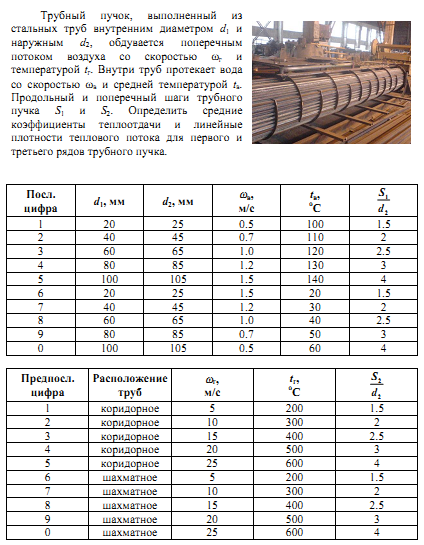 Трубный пучок, выполненный из
стальных труб внутренним диаметром d1 и
наружным d2, обдувается поперечным
потоком воздуха со скоростью ωг и
температурой tг. Внутри труб протекает вода
со скоростью ωв и средней температурой tв.
Продольный и поперечный шаги трубного
пучка S1 и S2. Определить средние
коэффициенты теплоотдачи и линейные
плотности теплового потока для первого и
третьего рядов трубного пучка.
Посл. цифра d1, мм d2, мм ωв, м/с tв, °C S1/d2
1 20 25 0.5 100 1.5
2 40 45 0.7 110 2
3 60 65 1.0 120 2.5
4 80 85 1.2 130 3
5 100 105 1.5 140 4
6 20 25 1.5 20 1.5
7 40 45 1.2 30 2
8 60 65 1.0 40 2.5
9 80 85 0.7 50 3
0 100 105 0.5 60 4
Предпосл. цифра Расположение труб ωг, м/с tг, °C S2/d2
1 коридорное 5 200 1.5
2 коридорное 10 300 2
3 коридорное 15 400 2.5
4 коридорное 20 500 3
5 коридорное 25 600 4
6 шахматное 5 200 1.5
7 шахматное 10 300 2
8 шахматное 15 400 2.5
9 шахматное 20 500 3
0 шахматное 25 600 4